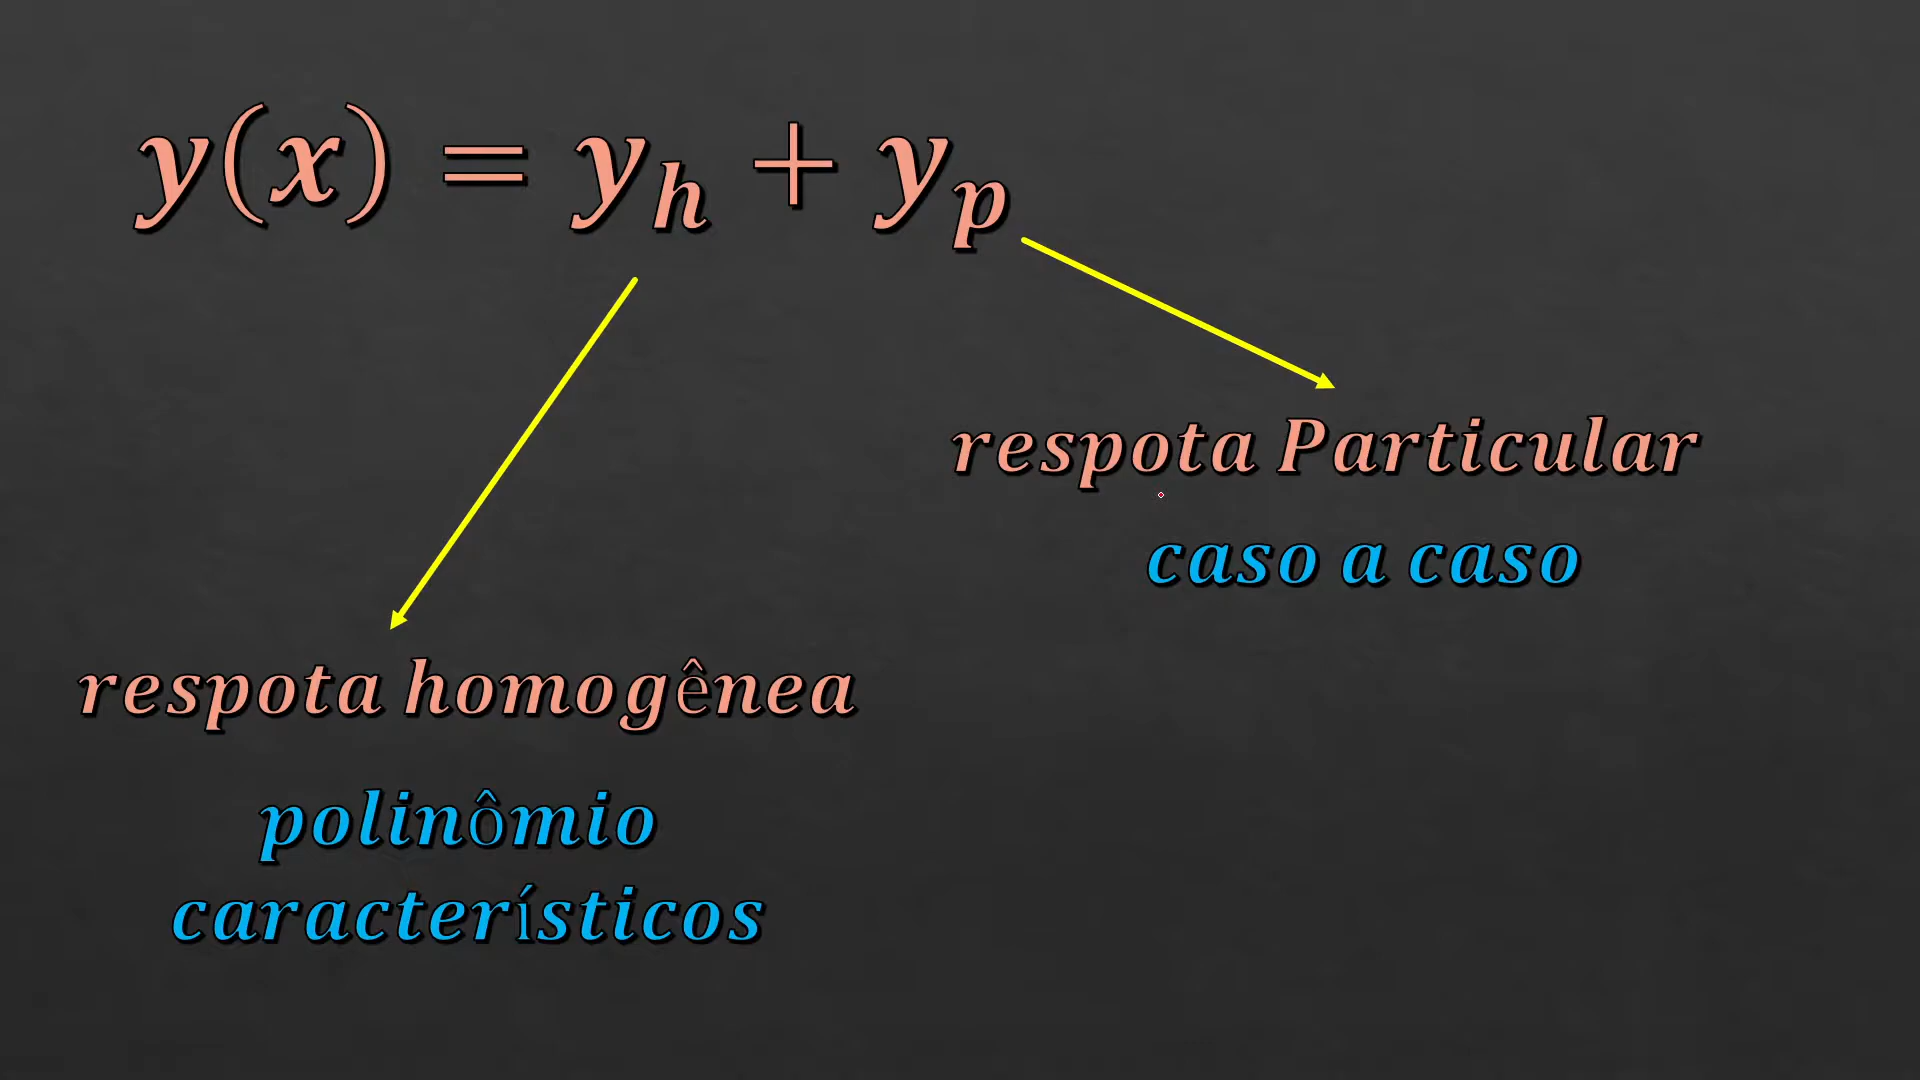 y(x) = y_h + y_p
respota Particular
caso a caso
respota homogênea
polinômio
característicos